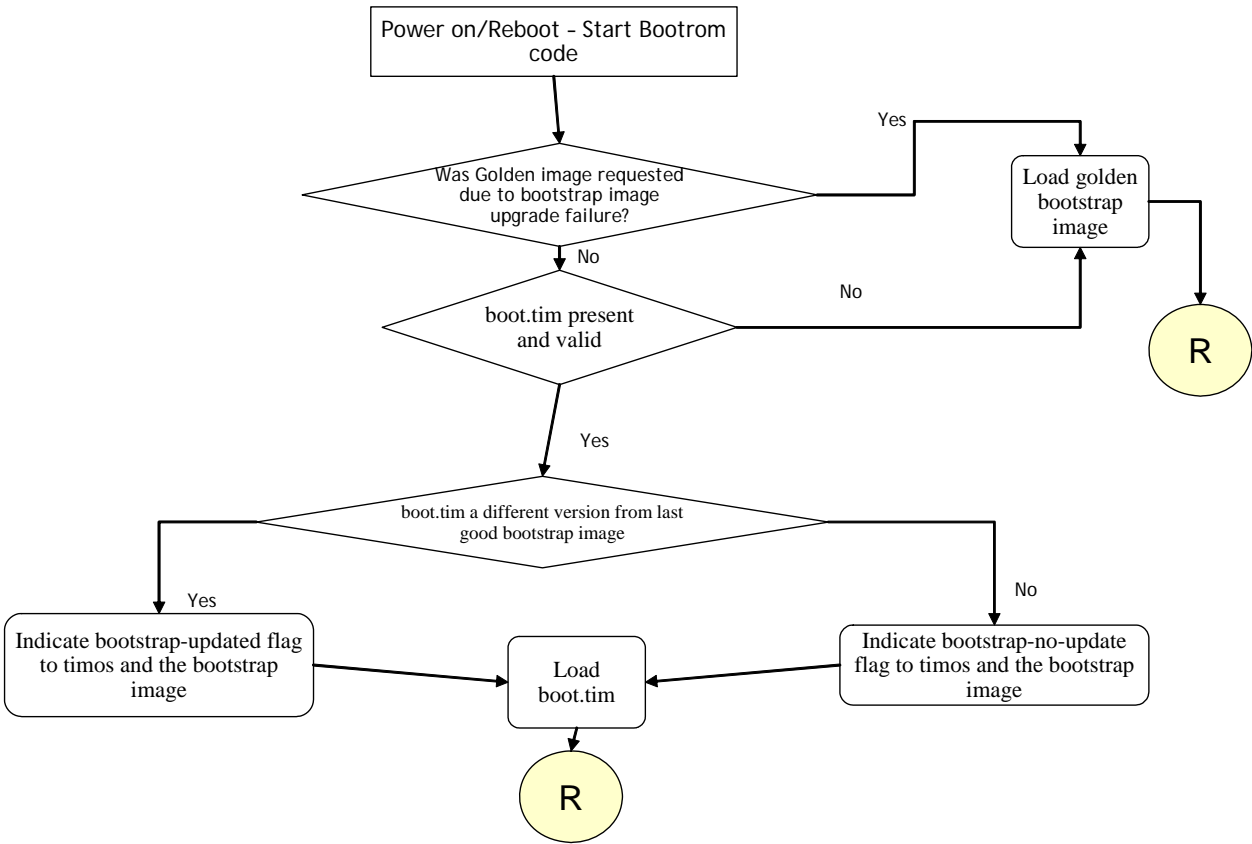 Power on/Reboot - Start Bootrom
code
Yes
Was Golden image requested
due to bootstrap image
upgrade failure?
Load golden
bootstrap
image
No
No
boot.tim present
and valid
R
Yes
boot.tim a different version from last
good bootstrap image
Yes
No
Indicate bootstrap-updated flag
to timos and the bootstrap
image
Load
boot.tim
Indicate bootstrap-no-update
flag to timos and the bootstrap
image
R